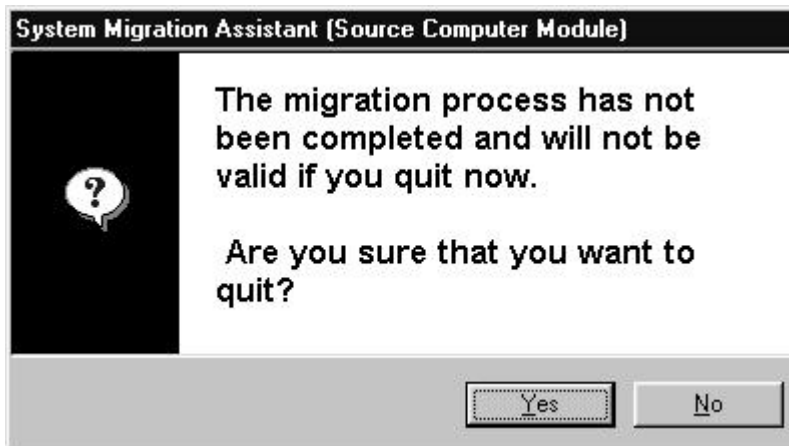 System Migration Assistant (Source Computer Module)
The migration process has not
been completed and will not be
valid if you quit now.
Are you sure that you want to
quit?
Yes
No